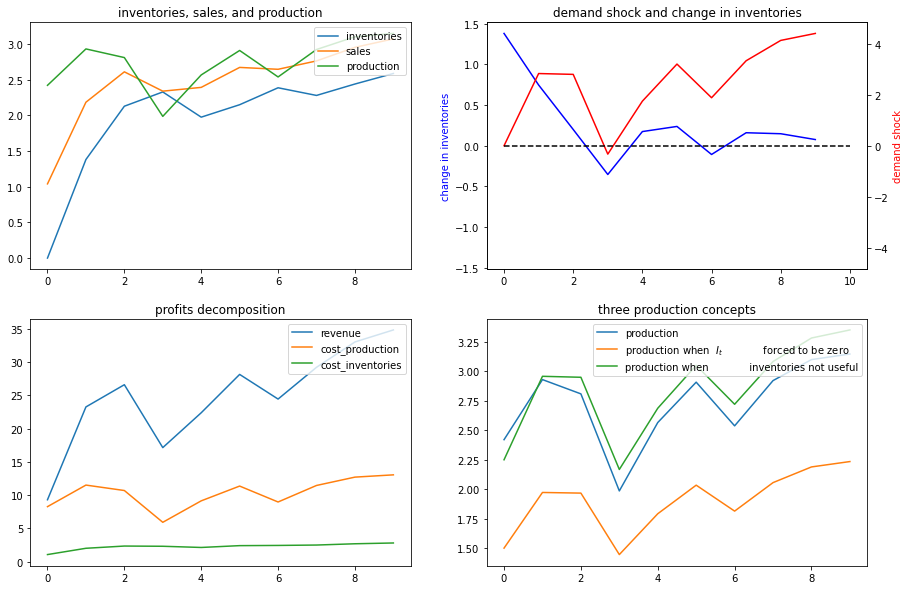 inventories, sales, and production
3.0
2.5
2.0
1.5
1.0
0.5
0.0
0 2 4 6 8
inventories
sales
production
demand shock and change in inventories
change in inventories
1.5
1.0
0.5
0.0
−0.5
−1.0
−1.5
0 2 4 6 8 10
4
2
0
−2
−4
demand shock
profits decomposition
35
30
25
20
15
10
5
0
0 2 4 6 8
revenue
cost_production
cost_inventories
three production concepts
3.25
3.00
2.75
2.50
2.25
2.00
1.75
1.50
0 2 4 6 8
production
production when I_t forced to be zero
production when inventories not useful